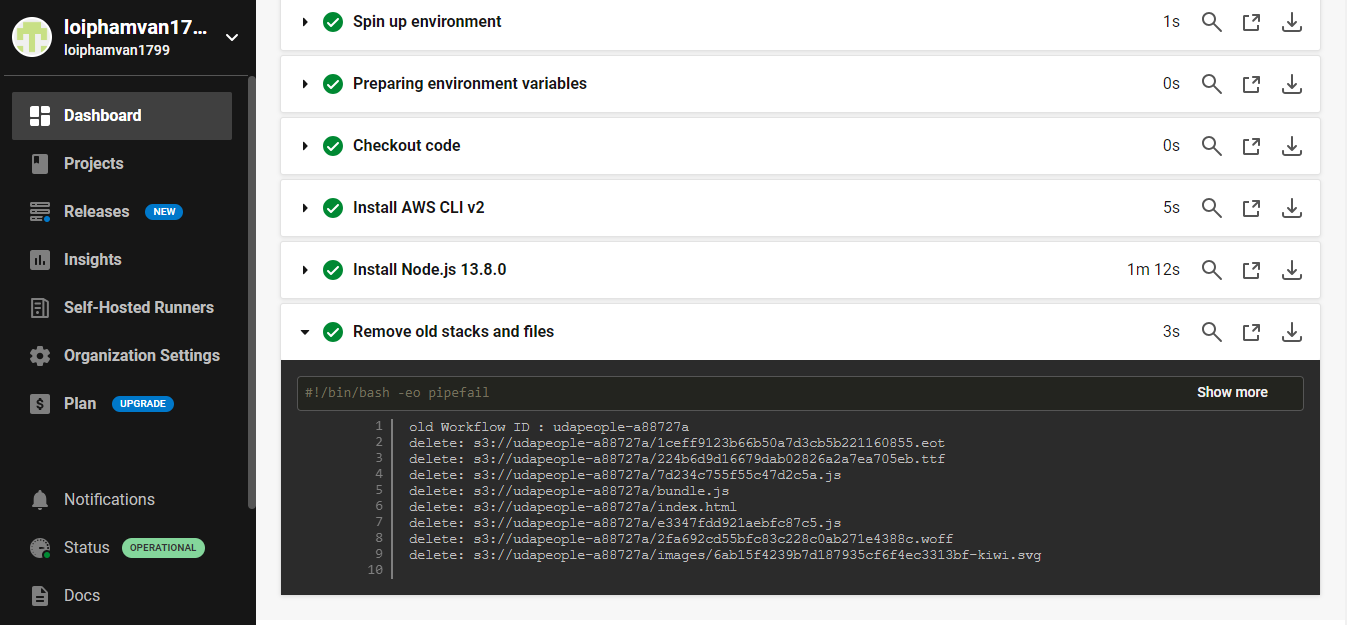 loiphamvan17...
loiphamvan1799
Dashboard
Projects
Releases NEW
Insights
Self-Hosted Runners
Organization Settings
Plan UPGRADE
Notifications
Status OPERATIONAL
Docs
Spin up environment 1s
Preparing environment variables 0s
Checkout code 0s
Install AWS CLI v2 5s
Install Node.js 13.8.0 1m 12s
Remove old stacks and files 3s
#!/bin/bash -eo pipefail Show more
1 old Workflow ID : udapeople-a88727a
2 delete: s3://udapeople-a88727a/1ceff9123b66b50a7d3cb5b221160855.eot
3 delete: s3://udapeople-a88727a/224b6d9d16679dab02826a2a7ea705eb.ttf
4 delete: s3://udapeople-a88727a/7d234c755f55c47d2c5a.js
5 delete: s3://udapeople-a88727a/bundle.js
6 delete: s3://udapeople-a88727a/index.html
7 delete: s3://udapeople-a88727a/e3347fdd921aebfc87c5.js
8 delete: s3://udapeople-a88727a/2fa692cd55bfc83c228c0ab271e4388c.woff
9 delete: s3://udapeople-a88727a/images/6ab15f4239b7d187935cf6f4ec3313bf-kiwi.svg
10